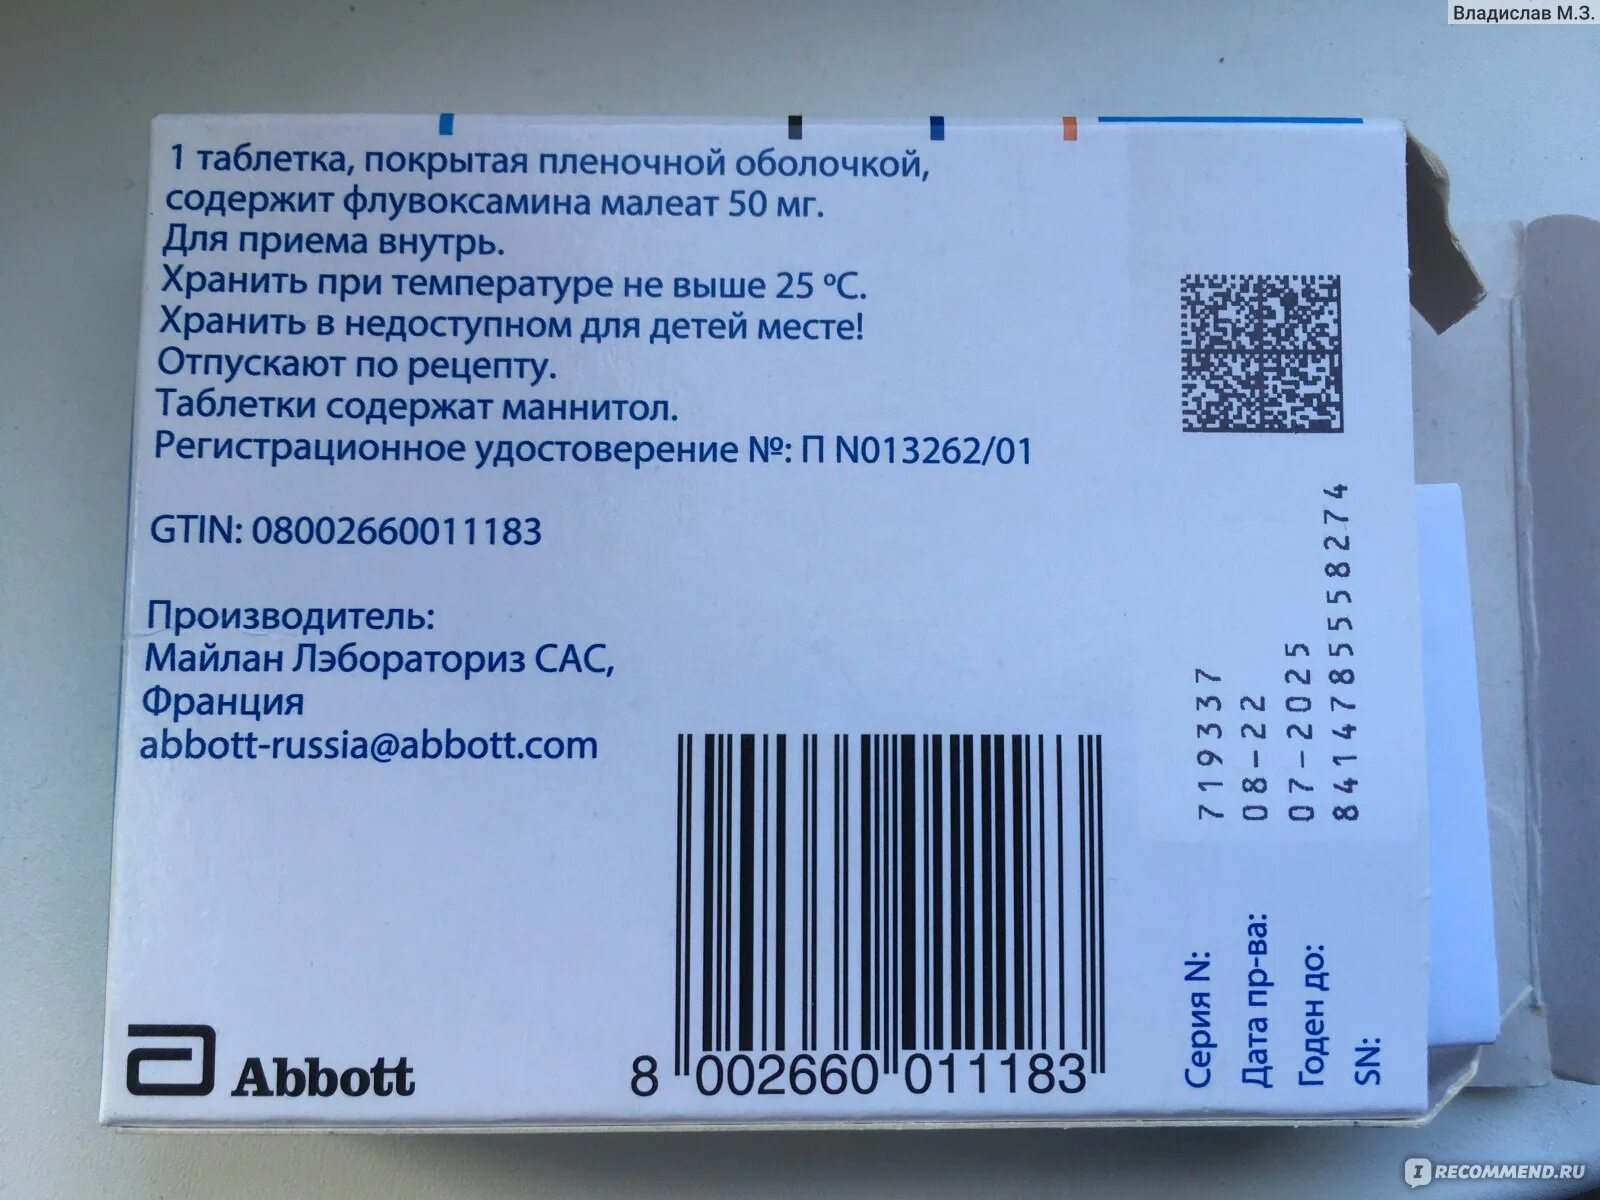 Владислав М.З.
1 таблетка, покрытая пленочной оболочкой,
содержит флувоксамина малеат 50 мг.
Для приема внутрь.
Хранить при температуре не выше 25 ºС.
Хранить в недоступном для детей месте!
Отпускают по рецепту.
Таблетки содержат маннитол.
Регистрационное удостоверение №: П N013262/01
GTIN: 08002660011183
Производитель:
Майлан Лэбораториз САС,
Франция
abbott-russia@abbott.com
Abbott
8 002660 011183
Серия N: 719337
Дата пр-ва: 08-22
Годен до: 07-2025
SN: 8414785558274
IRECOMMEND.RU